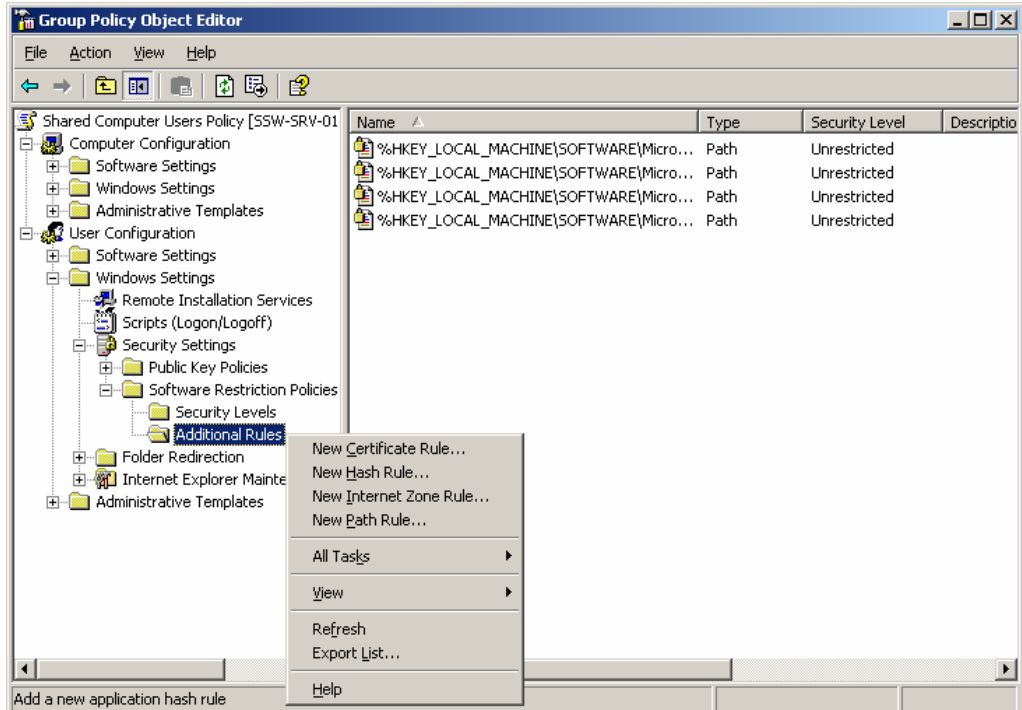 Group Policy Object Editor
File Action View Help
Shared Computer Users Policy [SSW-SRV-01
Computer Configuration
Software Settings
Windows Settings
Administrative Templates
User Configuration
Software Settings
Windows Settings
Remote Installation Services
Scripts (Logon/Logoff)
Security Settings
Public Key Policies
Software Restriction Policies
Security Levels
Additional Rules
Folder Redirection
Internet Explorer Mainte
Administrative Templates
Name Type Security Level Descriptio
%HKEY_LOCAL_MACHINE\SOFTWARE\Micro... Path Unrestricted
%HKEY_LOCAL_MACHINE\SOFTWARE\Micro... Path Unrestricted
%HKEY_LOCAL_MACHINE\SOFTWARE\Micro... Path Unrestricted
%HKEY_LOCAL_MACHINE\SOFTWARE\Micro... Path Unrestricted
New Certificate Rule...
New Hash Rule...
New Internet Zone Rule...
New Path Rule...
All Tasks
View
Refresh
Export List...
Help
Add a new application hash rule